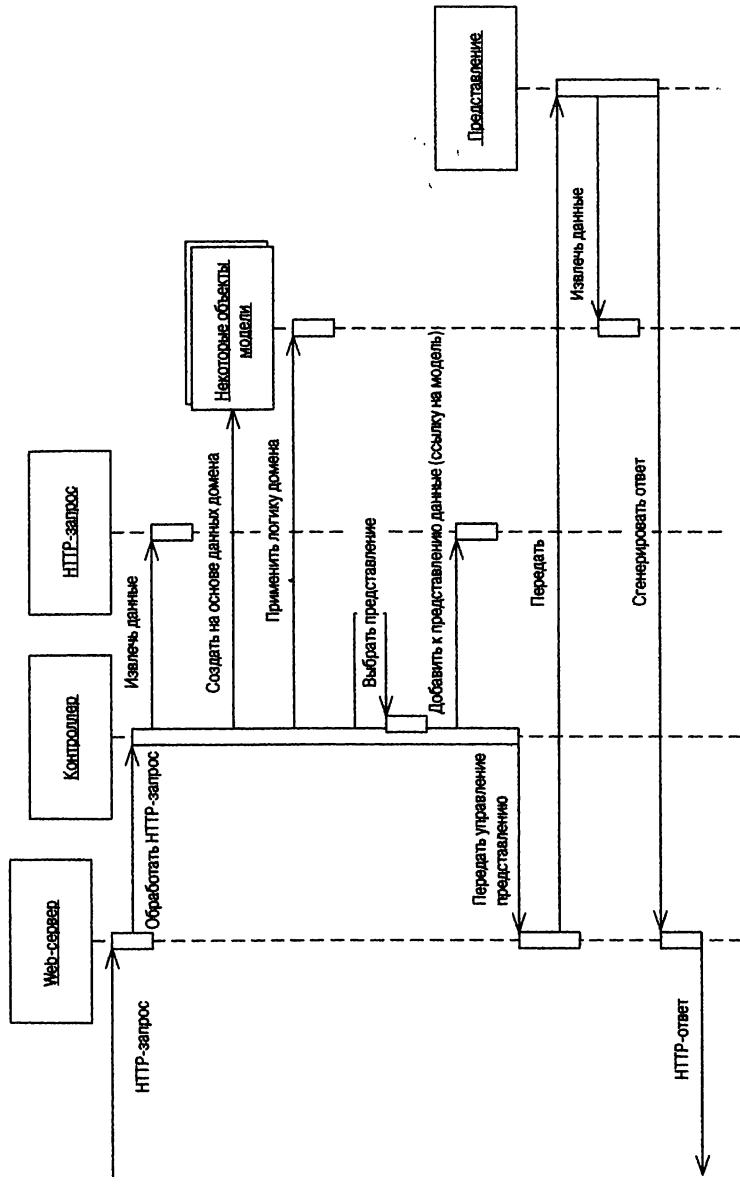 Web-сервер
Контроллер
HTTP-запрос
Некоторые объекты
модели
Представление
HTTP-запрос
Обработать HTTP-запрос
Извлечь данные
Создать на основе данных домена
Применить логику домена
Выбрать представление
Добавить к представлению данные (ссылку на модель)
Передать управление
представлению
Передать
Извлечь данные
Сгенерировать ответ
HTTP-ответ